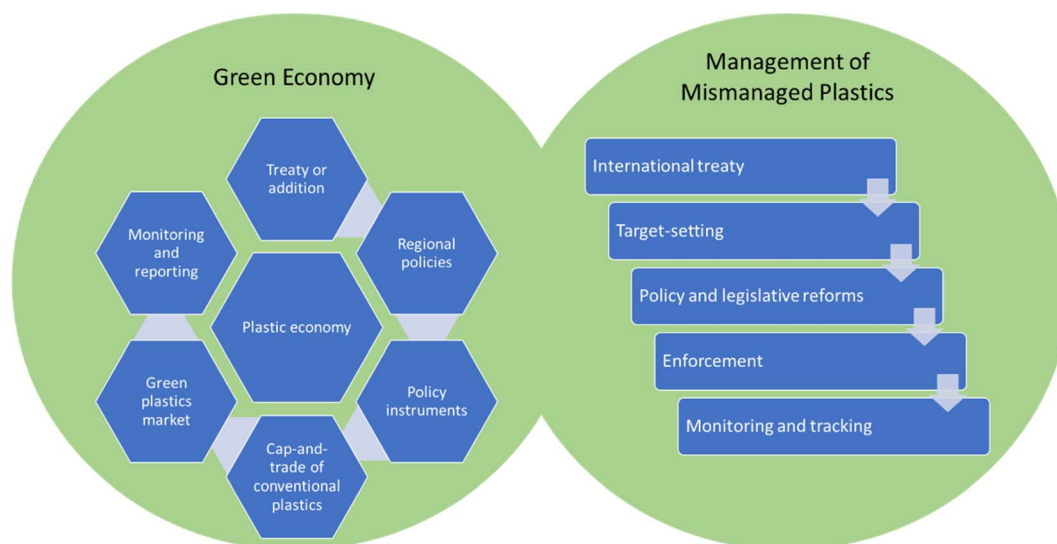 Green Economy
Treaty or
addition
Regional
policies
Policy
instruments
Cap-and-
trade of
conventional
plastics
Green
plastics
market
Monitoring
and
reporting
Plastic economy
Management of
Mismanaged Plastics
International treaty
Target-setting
Policy and legislative reforms
Enforcement
Monitoring and tracking